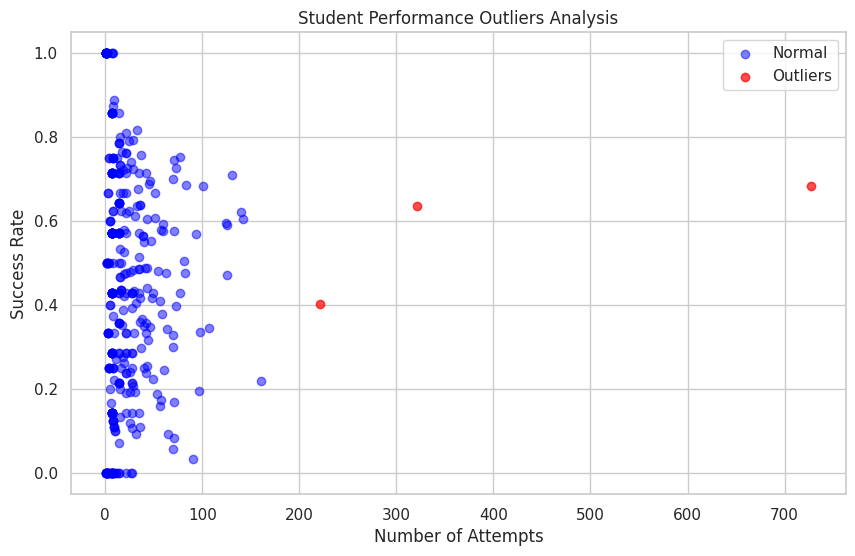 Student Performance Outliers Analysis
Normal
Outliers
Success Rate
1.0
0.8
0.6
0.4
0.2
0.0
0 100 200 300 400 500 600 700
Number of Attempts